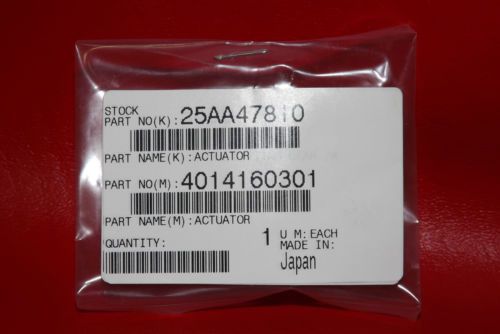 STOCK
PART NO(K):25AA47810
PART NAME(K):ACTUATOR
PART NO(M):4014160301
PART NAME(M):ACTUATOR
QUANTITY: 1 U M:EACH
MADE IN:
Japan